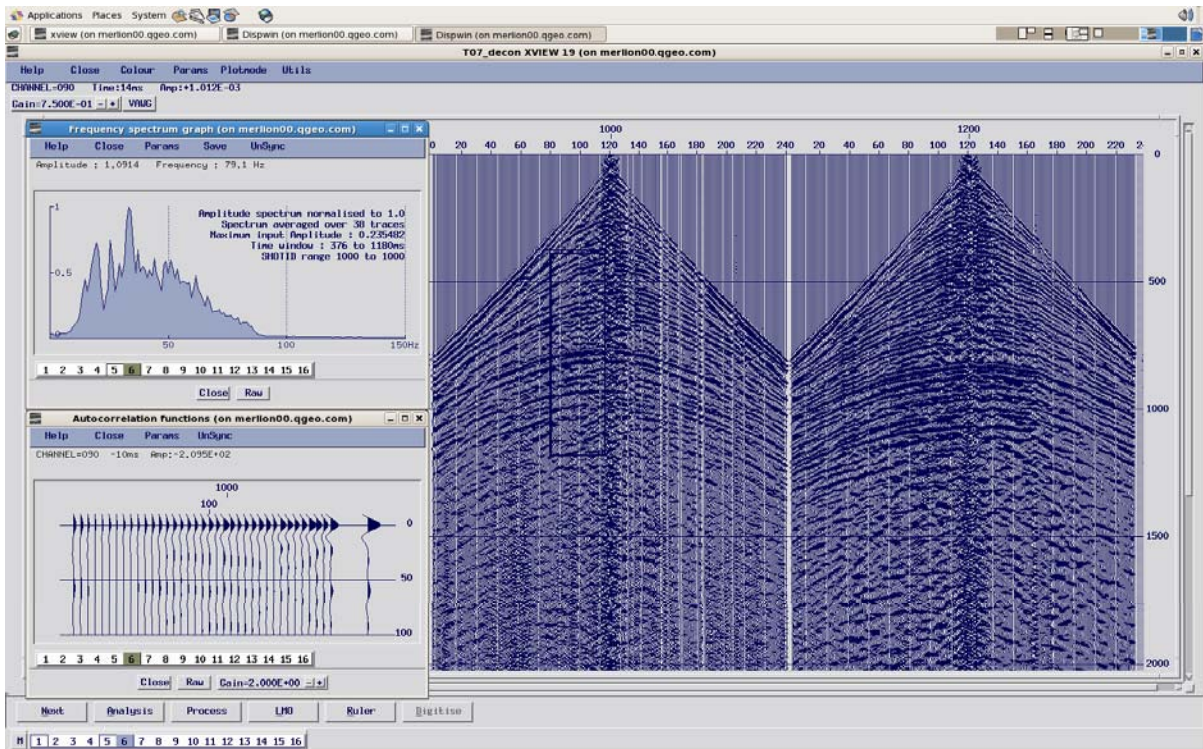 Applications Places System
xview (on merlion00.qgeo.com) Dispwin (on merlion00.qgeo.com) Dispwin (on merlion00.qgeo.com)
T07_decon XVIEW 19 (on merlion00.qgeo.com)
Help Close Colour Params Plotmode Utils
CHANNEL=090 Time:14ms Amp:+1.012E-03
Gain=7.500E-01 - + VAWG
Frequency spectrum graph (on merlion00.qgeo.com)
Help Close Params Save UnSync
Amplitude : 1.0914 Frequency : 79.1 Hz
1
0.5
0
Amplitude spectrum normalised to 1.0
Spectrum averaged over 38 traces
Maximum input Amplitude : 0.235482
Time window : 376 to 1180ms
SHOTID range 1000 to 1000
50 100 150Hz
1 2 3 4 5 6 7 8 9 10 11 12 13 14 15 16
Close Raw
Autocorrelation functions (on merlion00.qgeo.com)
Help Close Params UnSync
CHANNEL=090 -10ms Amp:-2.095E+02
1000
100
0
50
100
1 2 3 4 5 6 7 8 9 10 11 12 13 14 15 16
Close Raw Gain=2.000E+00 - +
1000 1200
0 20 40 60 80 100 120 140 160 180 200 220 240 20 40 60 80 100 120 140 160 180 200 220 2
0
500
1000
1500
2000
Next Analysis Process LMO Ruler Digitise
M 1 2 3 4 5 6 7 8 9 10 11 12 13 14 15 16